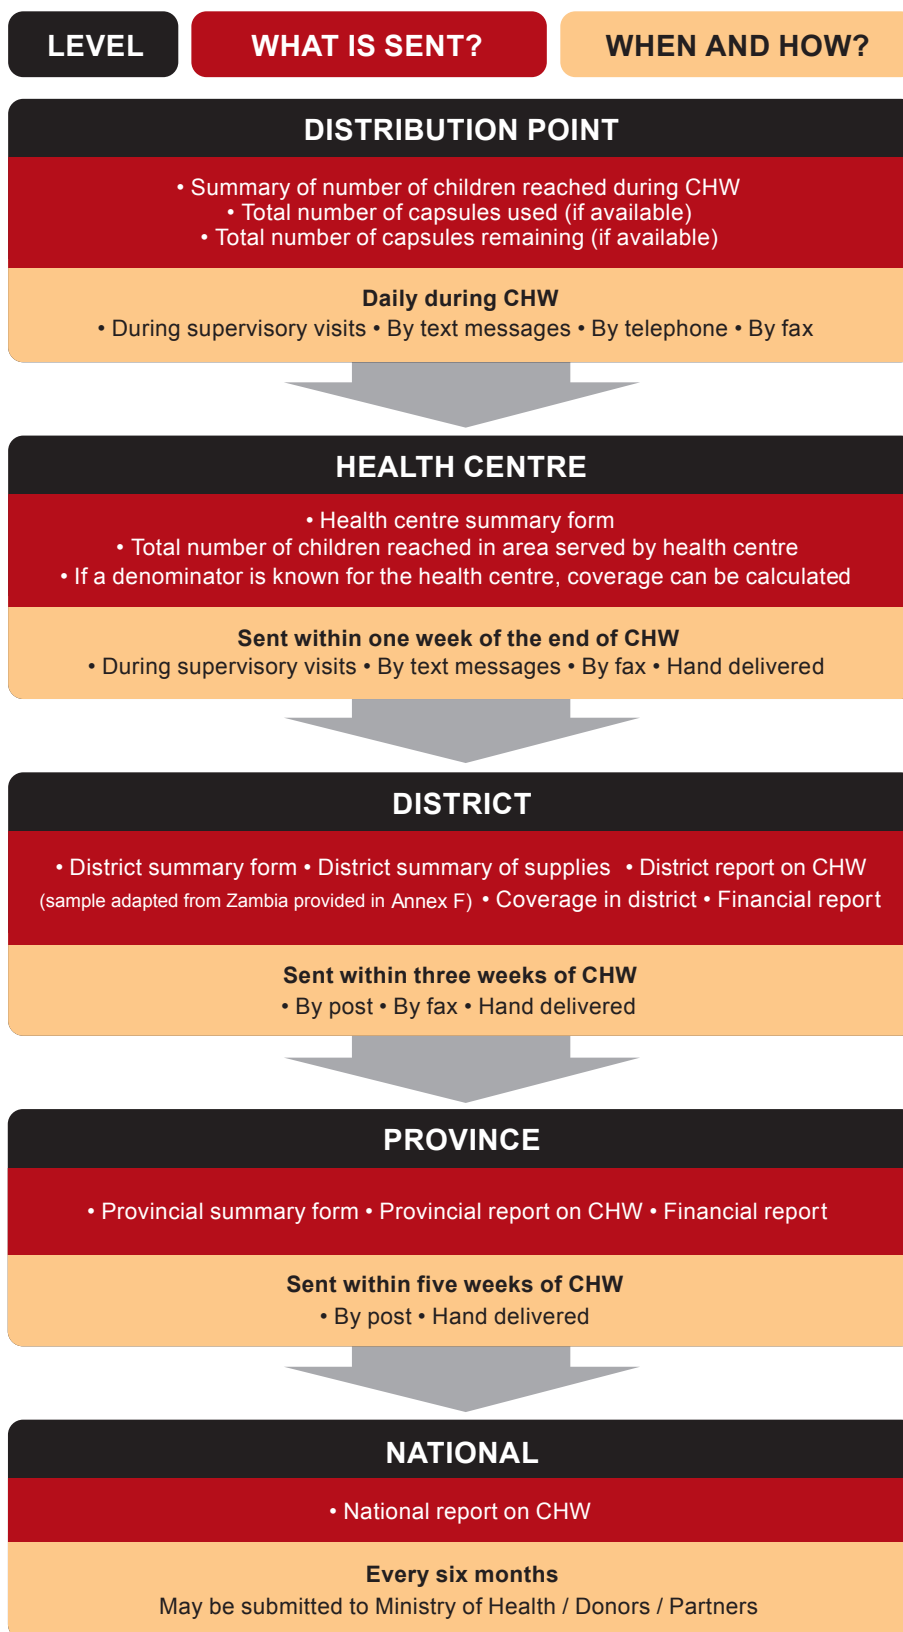 LEVEL
WHAT IS SENT?
WHEN AND HOW?
DISTRIBUTION POINT
• Summary of number of children reached during CHW
• Total number of capsules used (if available)
• Total number of capsules remaining (if available)
Daily during CHW
• During supervisory visits • By text messages • By telephone • By fax
HEALTH CENTRE
• Health centre summary form
• Total number of children reached in area served by health centre
• If a denominator is known for the health centre, coverage can be calculated
Sent within one week of the end of CHW
• During supervisory visits • By text messages • By fax • Hand delivered
DISTRICT
• District summary form • District summary of supplies • District report on CHW
(sample adapted from Zambia provided in Annex F) • Coverage in district • Financial report
Sent within three weeks of CHW
• By post • By fax • Hand delivered
PROVINCE
• Provincial summary form • Provincial report on CHW • Financial report
Sent within five weeks of CHW
• By post • Hand delivered
NATIONAL
• National report on CHW
Every six months
May be submitted to Ministry of Health / Donors / Partners